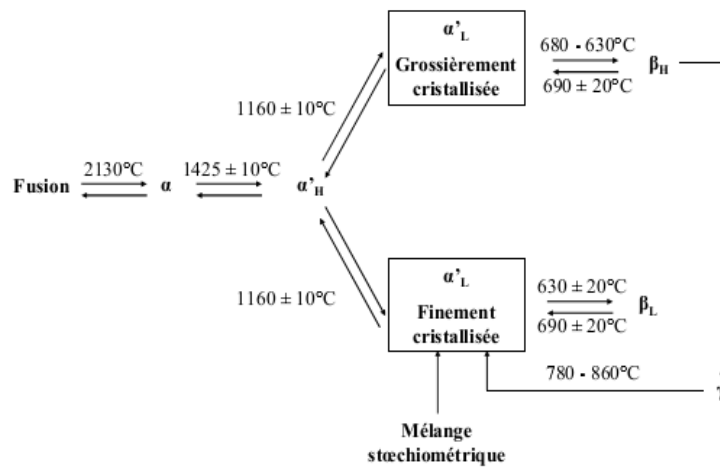 α'L
Grossièrement
cristallisée
680 - 630°C
690 ± 20°C
βH
1160 ± 10°C
Fusion
2130°C
α
1425 ± 10°C
α'H
1160 ± 10°C
α'L
Finement
cristallisée
630 ± 20°C
690 ± 20°C
βL
780 - 860°C
Mélange
stœchiométrique